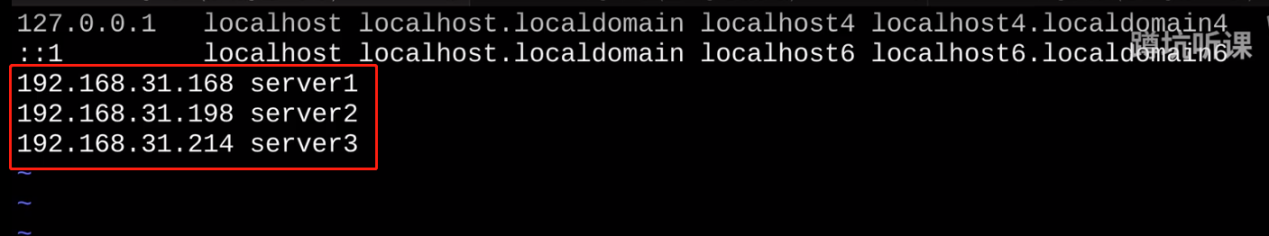 127.0.0.1   localhost localhost.localdomain localhost4 localhost4.localdomain4
::1         localhost localhost.localdomain localhost6 localhost6.localdomain6
蹲坑听课
192.168.31.168 server1
192.168.31.198 server2
192.168.31.214 server3
~
~
~